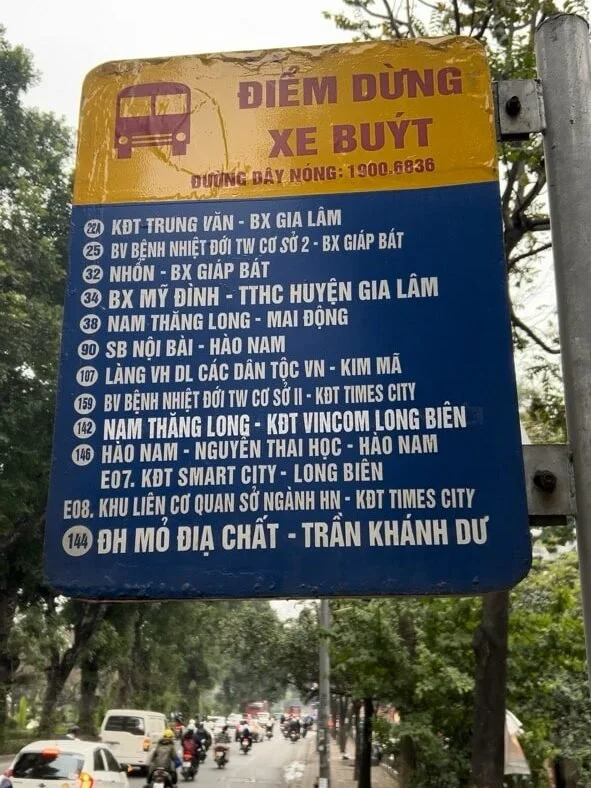 ĐIỂM DỪNG
XE BUÝT
ĐƯỜNG DÂY NÓNG: 1900.6836
22A KĐT TRUNG VĂN - BX GIA LÂM
25 BV BỆNH NHIỆT ĐỚI TW CƠ SỞ 2 - BX GIÁP BÁT
32 NHỔN - BX GIÁP BÁT
34 BX MỸ ĐÌNH - TTHC HUYỆN GIA LÂM
38 NAM THĂNG LONG - MAI ĐỘNG
90 SB NỘI BÀI - HÀO NAM
107 LÀNG VH DL CÁC DÂN TỘC VN - KIM MÃ
159 BV BỆNH NHIỆT ĐỚI TW CƠ SỞ II - KĐT TIMES CITY
142 NẠM THĂNG LONG - KĐT VINCOM LONG BIÊN
146 HÀO NAM - NGUYỄN THÁI HỌC - HÀO NAM
E07. KĐT SMART CITY - LONG BIÊN
E08. KHU LIÊN CƠ QUAN SỞ NGÀNH HN - KĐT TIMES CITY
144 ĐH MỎ ĐỊA CHẤT - TRẦN KHÁNH DƯ